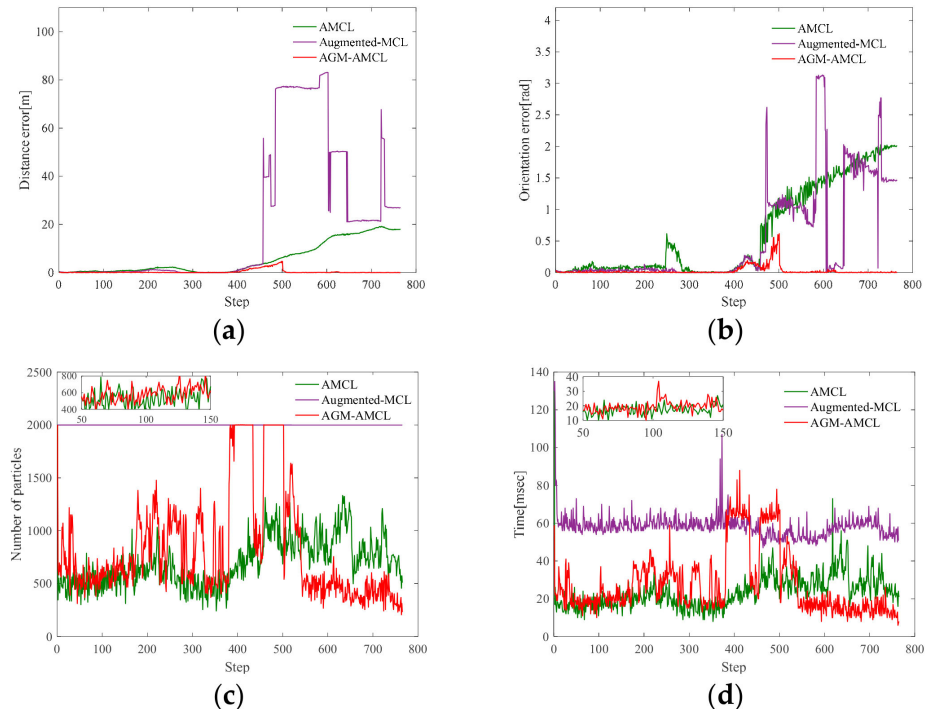 100
80
60
40
20
0
0 100 200 300 400 500 600 700 800
Distance error[m]
Step
AMCL
Augmented-MCL
AGM-AMCL
(a)
4
3.5
3
2.5
2
1.5
1
0.5
0
0 100 200 300 400 500 600 700 800
Orientation error[rad]
Step
AMCL
Augmented-MCL
AGM-AMCL
(b)
2500
2000
1500
1000
500
0
0 100 200 300 400 500 600 700 800
Number of particles
Step
800
600
400
50 100 150
AMCL
Augmented-MCL
AGM-AMCL
(c)
140
120
100
80
60
40
20
0
0 100 200 300 400 500 600 700 800
Time[msec]
Step
40
30
20
10
50 100 150
AMCL
Augmented-MCL
AGM-AMCL
(d)